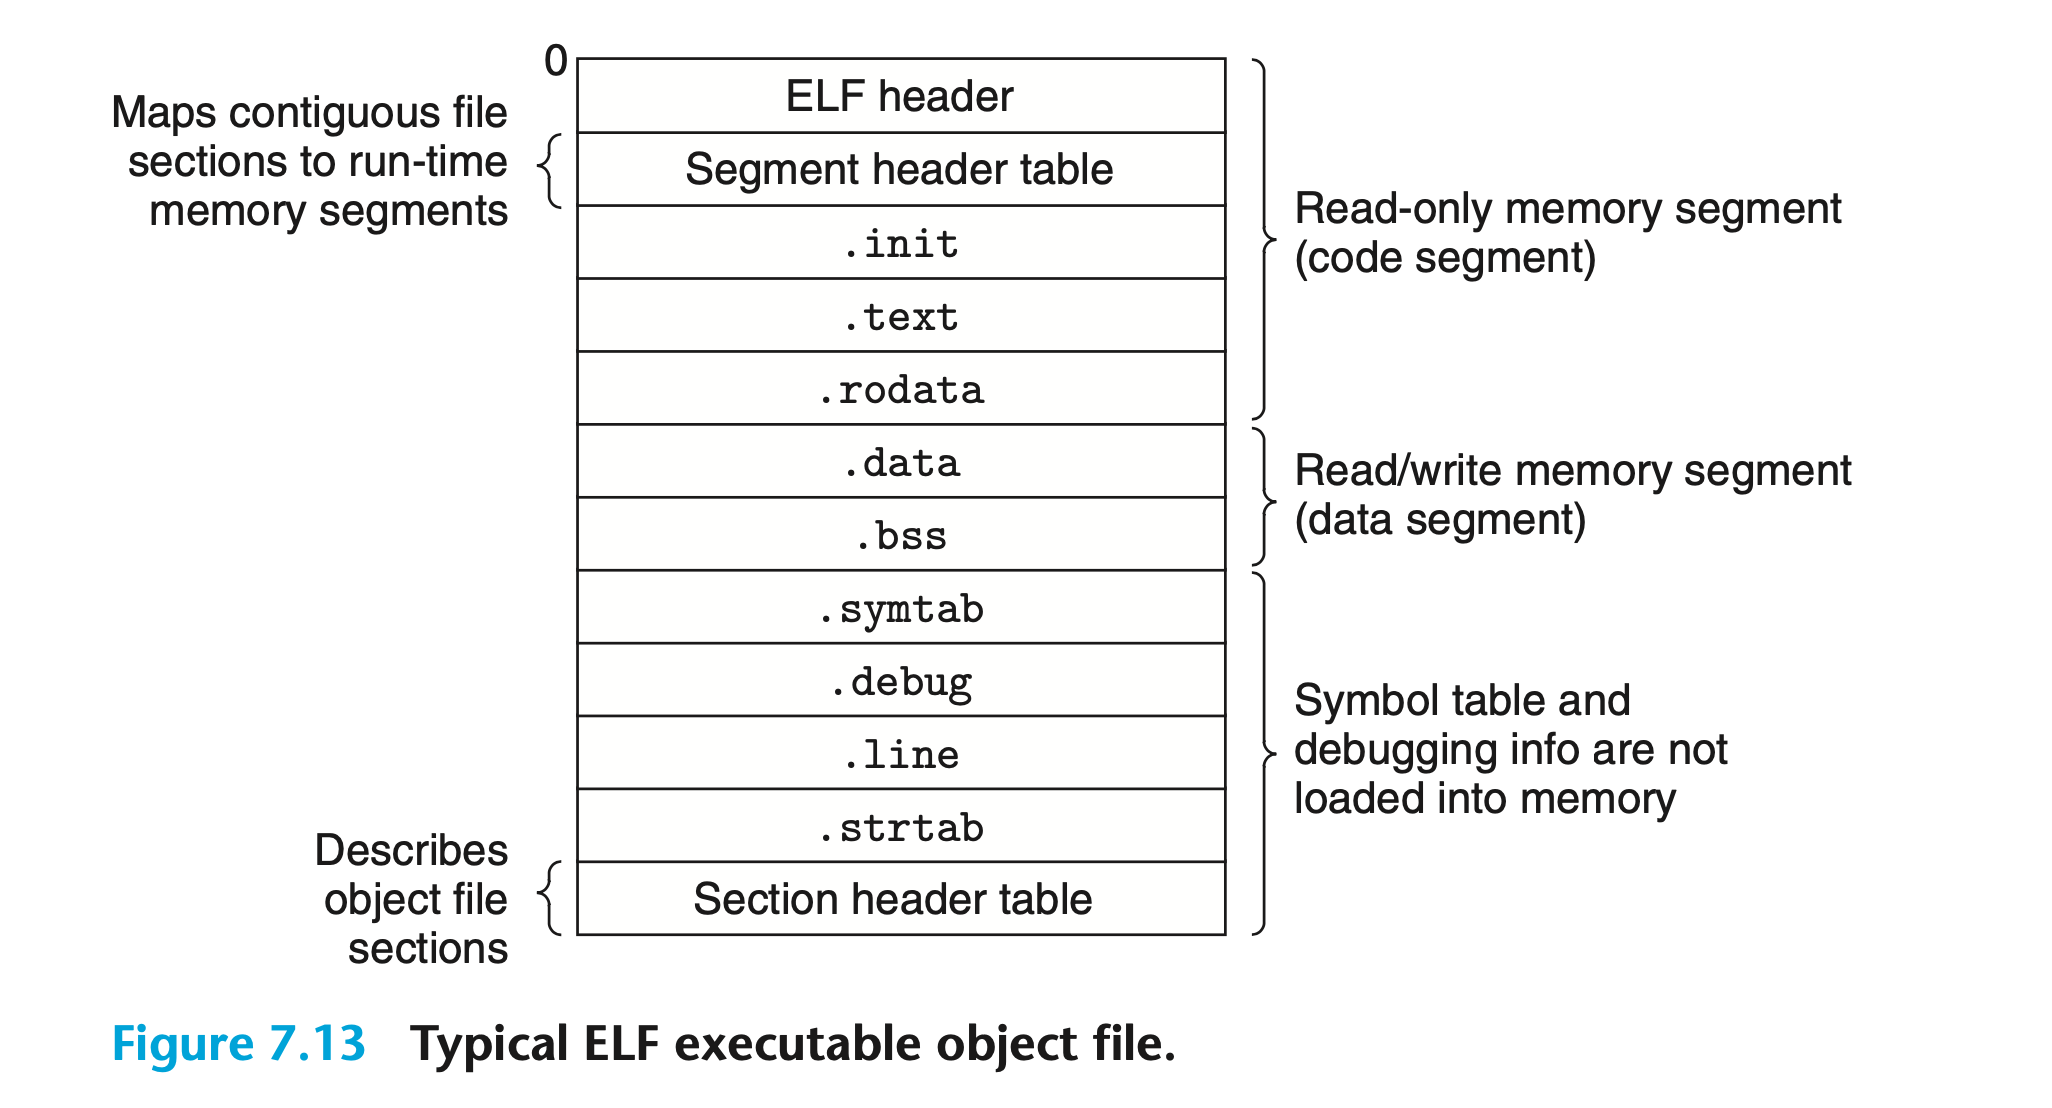 0
ELF header
Maps contiguous file
sections to run-time
memory segments
Segment header table
.init
.text
.rodata
Read-only memory segment
(code segment)
.data
.bss
Read/write memory segment
(data segment)
.symtab
.debug
.line
.strtab
Symbol table and
debugging info are not
loaded into memory
Describes
object file
sections
Section header table
Figure 7.13 Typical ELF executable object file.